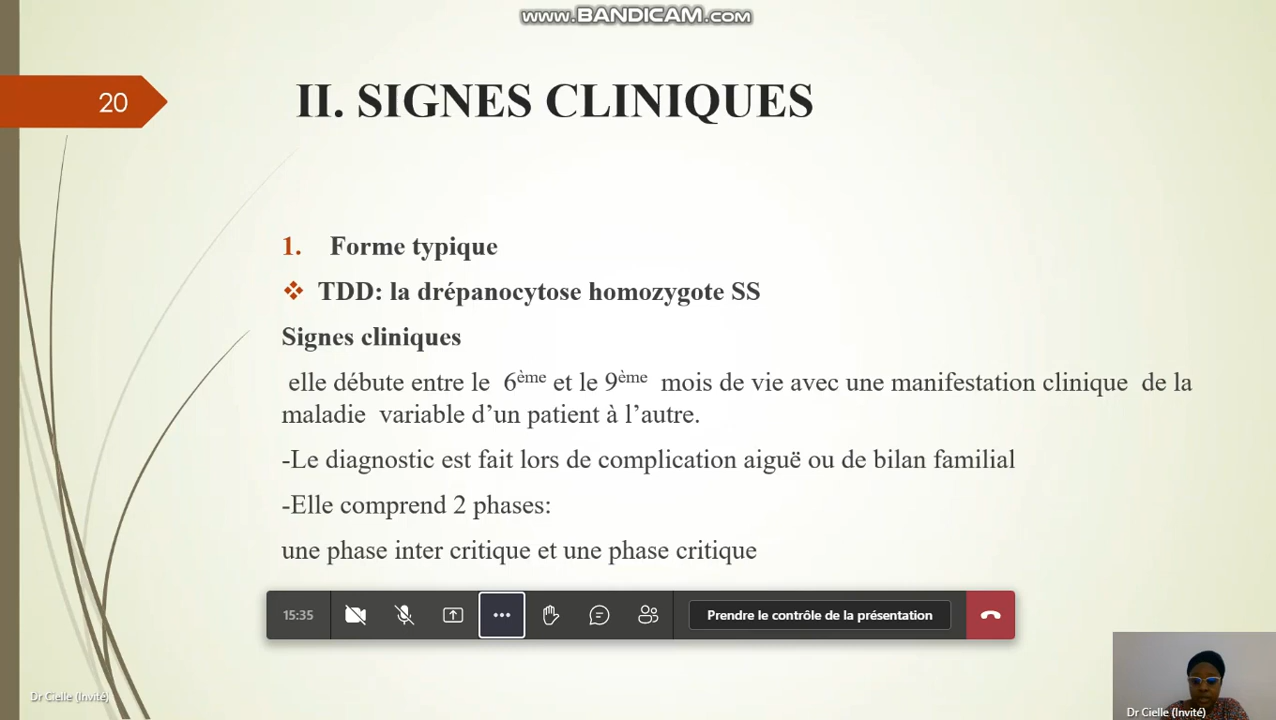 www.BANDICAM.com
20
II. SIGNES CLINIQUES
1. Forme typique
❖ TDD: la drépanocytose homozygote SS
Signes cliniques
elle débute entre le 6ème et le 9ème mois de vie avec une manifestation clinique de la
maladie variable d’un patient à l’autre.
-Le diagnostic est fait lors de complication aiguë ou de bilan familial
-Elle comprend 2 phases:
une phase inter critique et une phase critique
15:35
Prendre le contrôle de la présentation
Dr Cielle (Invité)
Dr Cielle (Invité)